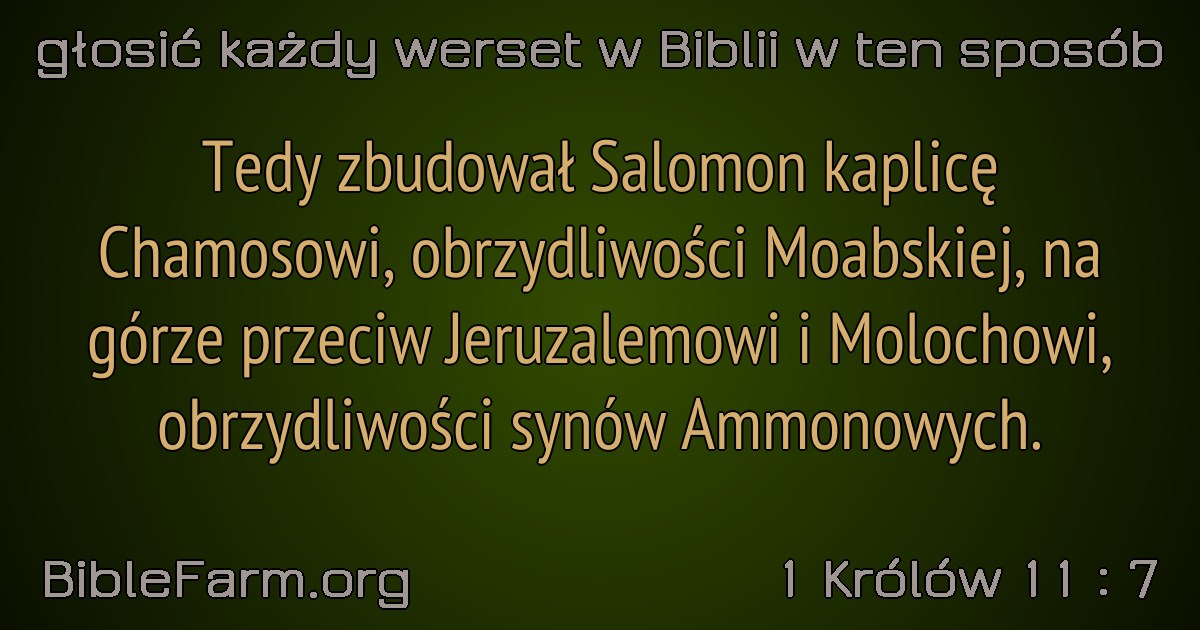 głosić każdy werset w Biblii w ten sposób
Tedy zbudował Salomon kaplicę
Chamosowi, obrzydliwości Moabskiej, na
górze przeciw Jeruzalemowi i Molochowi,
obrzydliwości synów Ammonowych.
BibleFarm.org
1 Królów 11 : 7